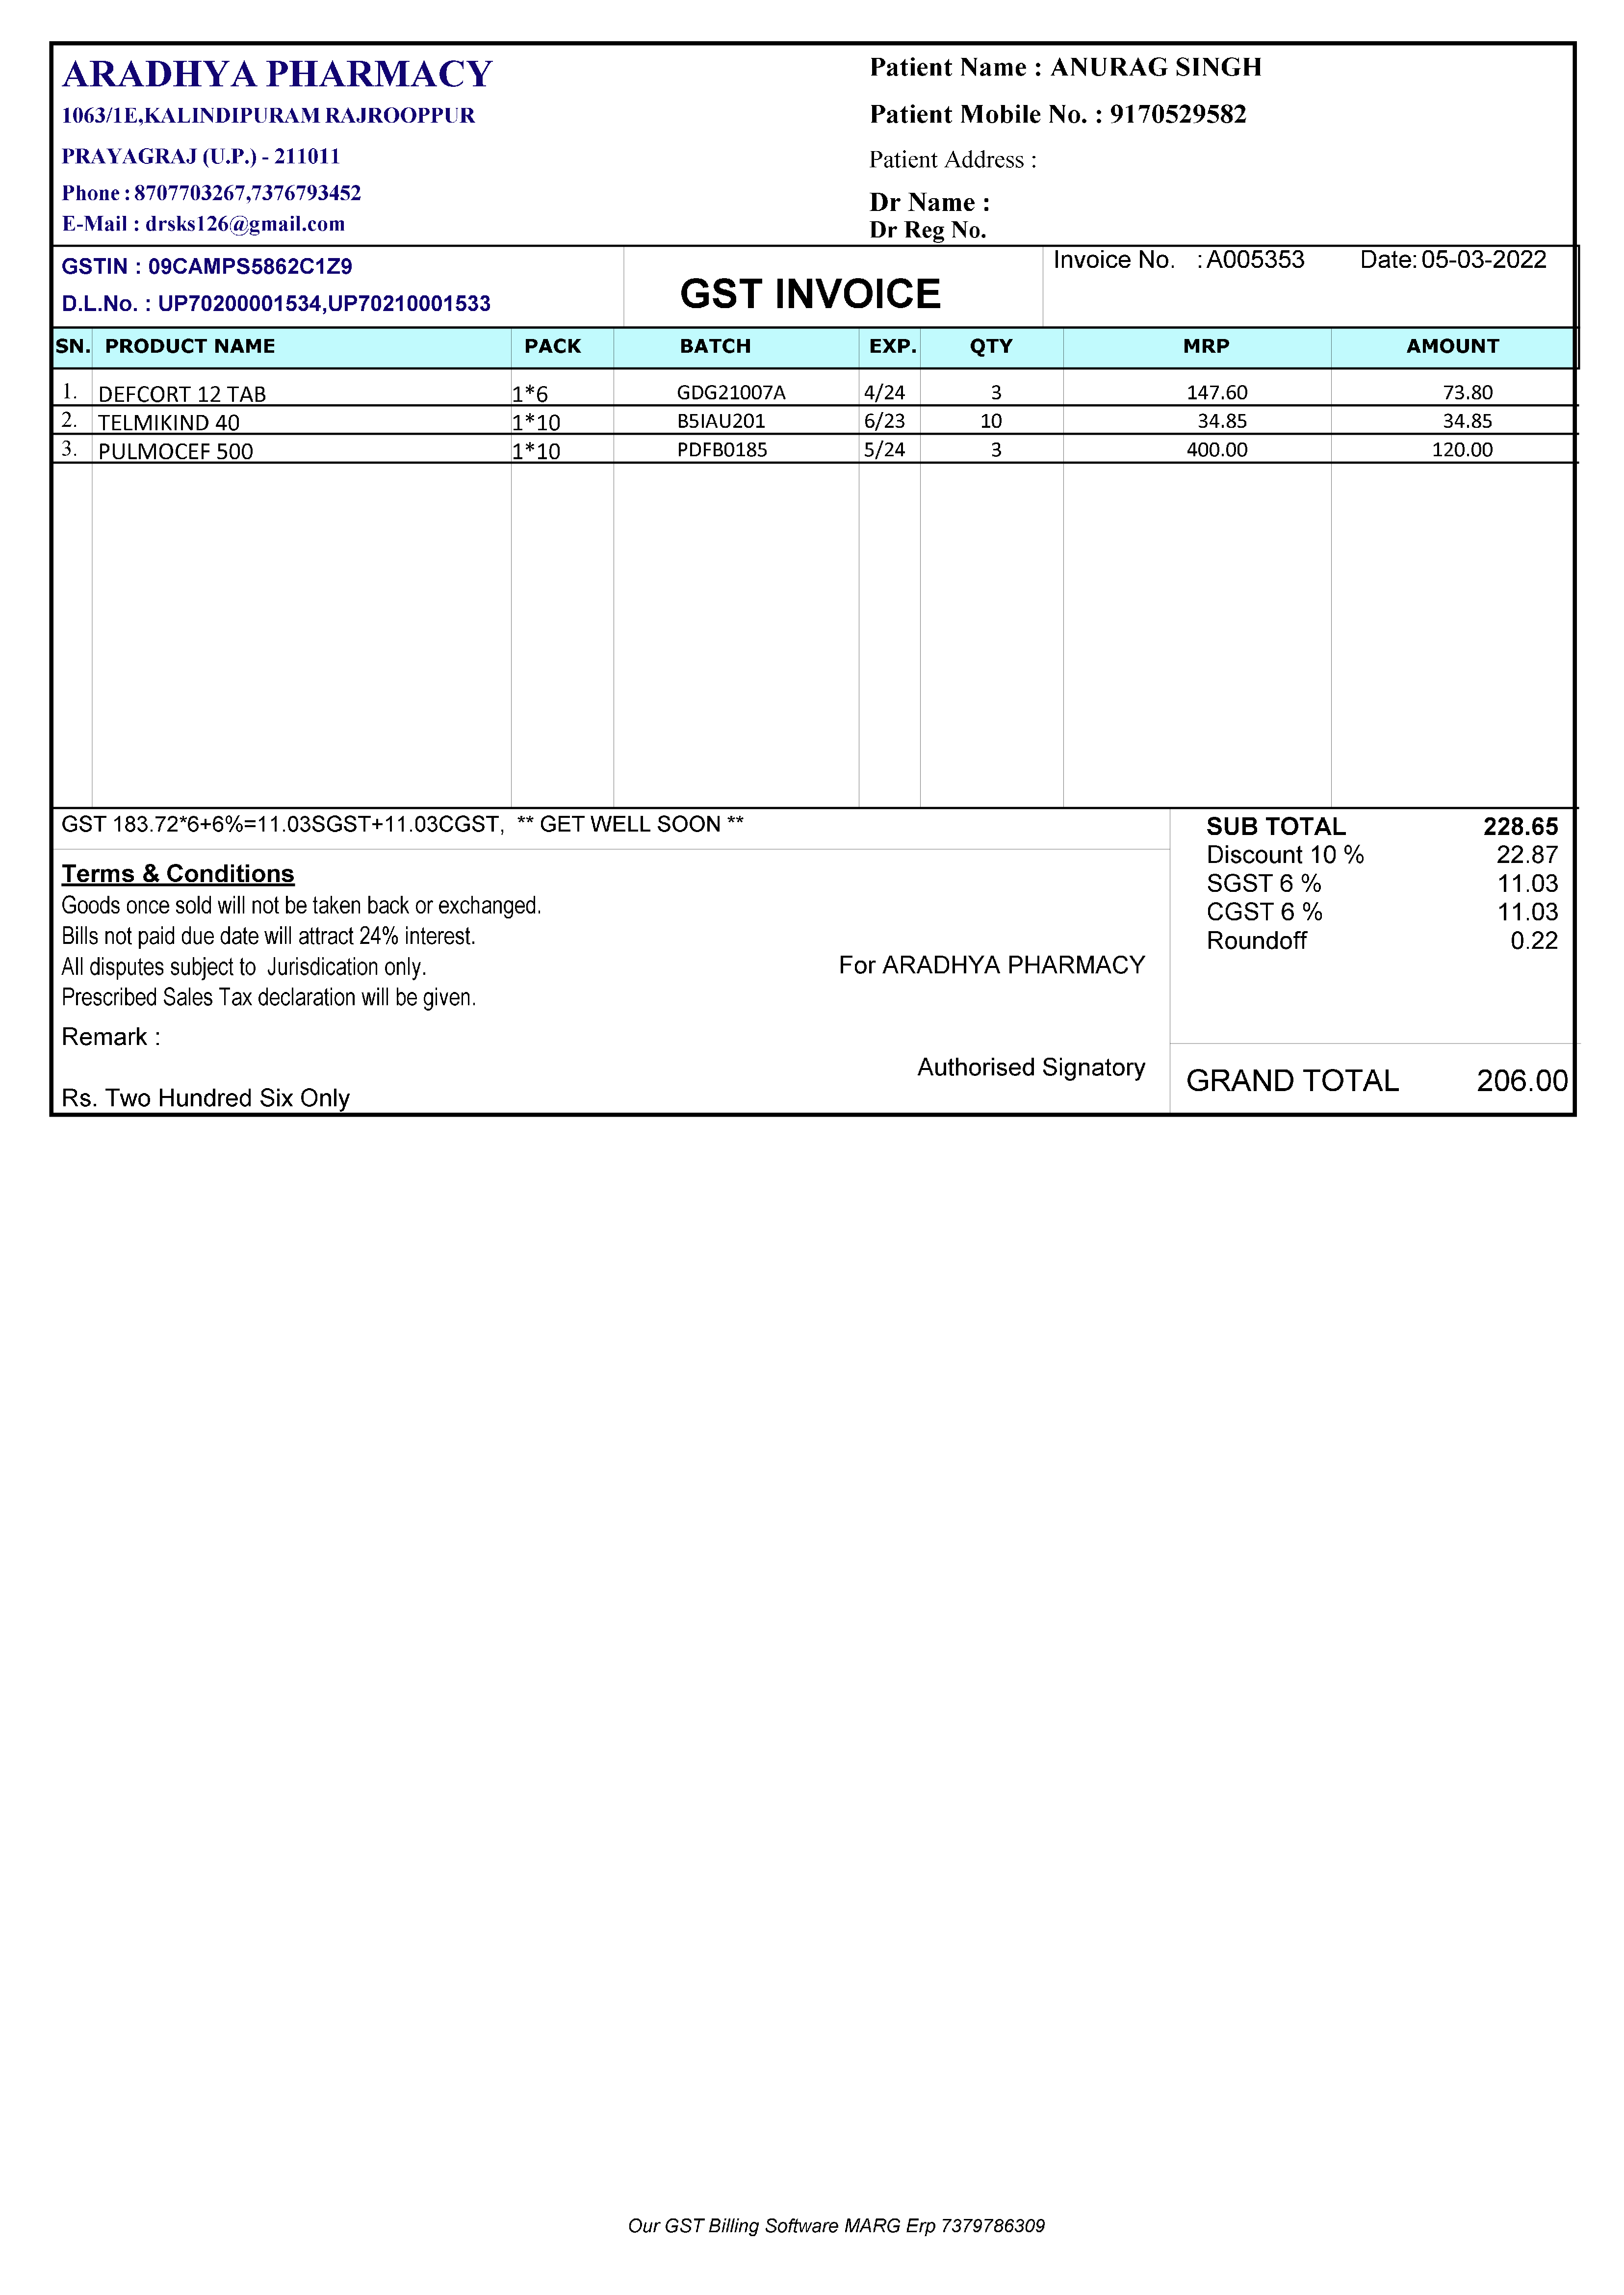 ARADHYA PHARMACY
1063/1E,KALINDIPURAM RAJROOPPUR
PRAYAGRAJ (U.P.) - 211011
Phone : 8707703267,7376793452
E-Mail : drsks126@gmail.com
Patient Name : ANURAG SINGH
Patient Mobile No. : 9170529582
Patient Address :
Dr Name :
Dr Reg No.
GSTIN : 09CAMPS5862C1Z9
D.L.No. : UP70200001534,UP70210001533
GST INVOICE
Invoice No. : A005353 Date: 05-03-2022
SN. PRODUCT NAME PACK BATCH EXP. QTY MRP AMOUNT
1. DEFCORT 12 TAB 1*6 GDG21007A 4/24 3 147.60 73.80
2. TELMIKIND 40 1*10 B5IAU201 6/23 10 34.85 34.85
3. PULMOCEF 500 1*10 PDFB0185 5/24 3 400.00 120.00
GST 183.72*6+6%=11.03SGST+11.03CGST, ** GET WELL SOON **
Terms & Conditions
Goods once sold will not be taken back or exchanged.
Bills not paid due date will attract 24% interest.
All disputes subject to Jurisdication only.
Prescribed Sales Tax declaration will be given.
Remark :
Rs. Two Hundred Six Only
For ARADHYA PHARMACY
Authorised Signatory
SUB TOTAL 228.65
Discount 10 % 22.87
SGST 6 % 11.03
CGST 6 % 11.03
Roundoff 0.22
GRAND TOTAL 206.00
Our GST Billing Software MARG Erp 7379786309